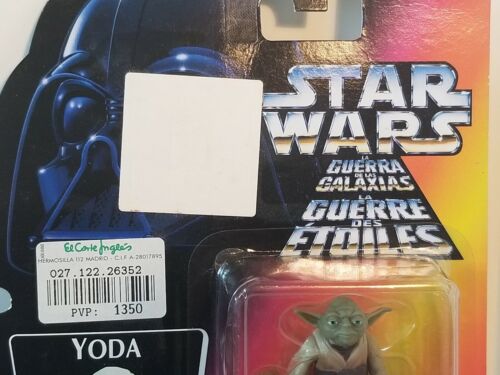 STAR
WARS
LA
GUERRA
DE LAS
GALAXIAS
LA
GUERRE
DES
ÉTOILES
El Corte Inglés
HERMOSILLA 112 MADRID - C.I.F A-28017895
027.122.26352
PVP: 1350
YODA